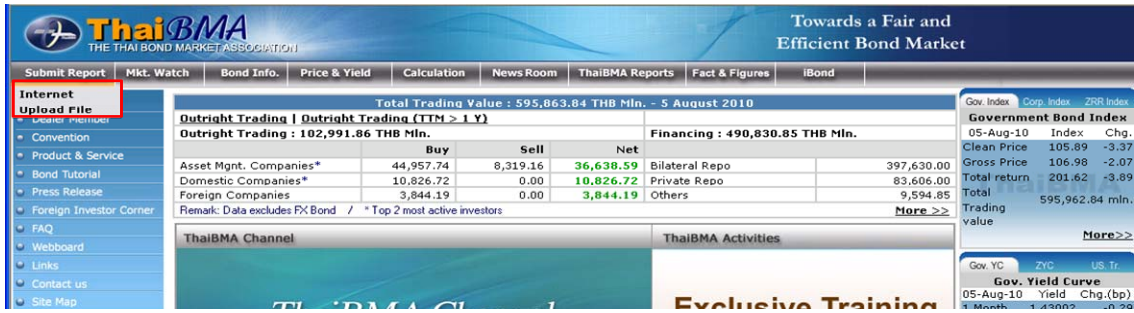 ThaiBMA
THE THAI BOND MARKET ASSOCIATION
Towards a Fair and
Efficient Bond Market
Submit Report Mkt. Watch Bond Info. Price & Yield Calculation News Room ThaiBMA Reports Fact & Figures iBond
Internet
Upload File
Dealer Member
Convention
Product & Service
Bond Tutorial
Press Release
Foreign Investor Corner
FAQ
Webboard
Links
Contact us
Site Map
Total Trading Value : 595,863.84 THB Mln. - 5 August 2010
Outright Trading | Outright Trading (TTM > 1 Y)
Outright Trading : 102,991.86 THB Mln. Financing : 490,830.85 THB Mln.
Buy Sell Net
Asset Mgnt. Companies* 44,957.74 8,319.16 36,638.59 Bilateral Repo 397,630.00
Domestic Companies* 10,826.72 0.00 10,826.72 Private Repo 83,606.00
Foreign Companies 3,844.19 0.00 3,844.19 Others 9,594.85
Remark: Data excludes FX Bond / * Top 2 most active investors More >>
ThaiBMA Channel ThaiBMA Activities
ThaiBMA Channel
Exclusive Training
Gov. Index Corp. Index ZRR Index
Government Bond Index
05-Aug-10 Index Chg.
Clean Price 105.89 -3.37
Gross Price 106.98 -2.07
Total return 201.62 -3.89
Total
Trading
value
595,962.84 mln.
More>>
Gov. YC ZYC US. Tr.
Gov. Yield Curve
05-Aug-10 Yield Chg.(bp)
1 Month 1.43002 -0.29